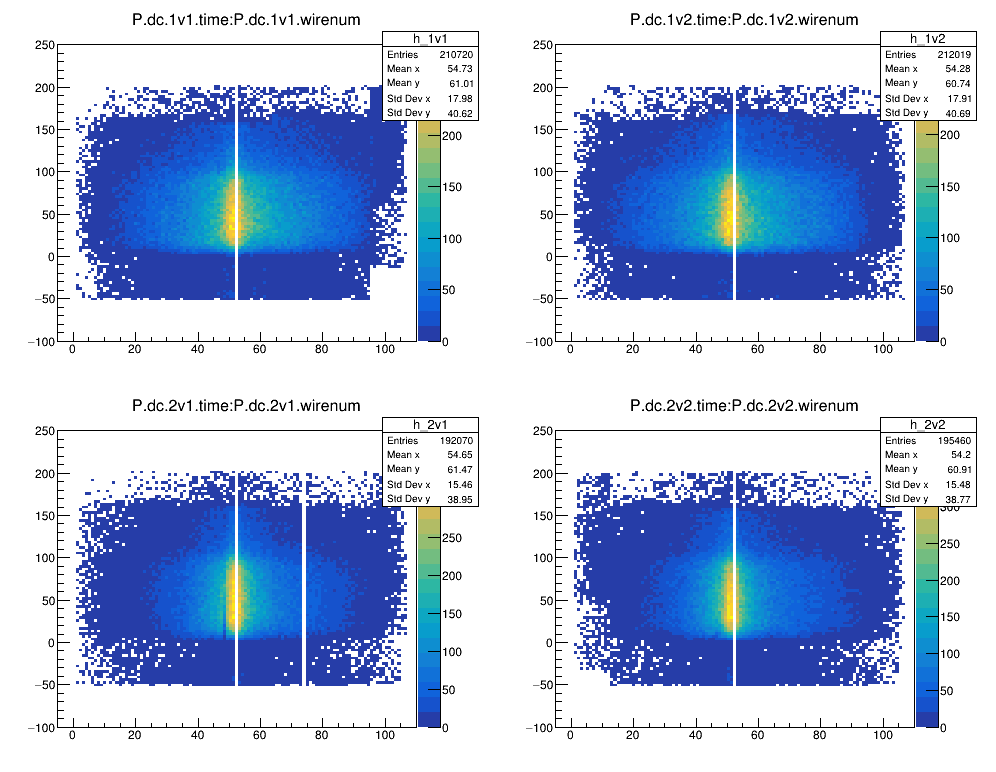 P.dc.1v1.time:P.dc.1v1.wirenum
h_1v1
Entries 210720
Mean x 54.73
Mean y 61.01
Std Dev x 17.98
Std Dev y 40.62
250
200
150
100
50
0
−50
−100
0 20 40 60 80 100
200
150
100
50
0
P.dc.1v2.time:P.dc.1v2.wirenum
h_1v2
Entries 212019
Mean x 54.28
Mean y 60.74
Std Dev x 17.91
Std Dev y 40.69
250
200
150
100
50
0
−50
−100
0 20 40 60 80 100
200
150
100
50
0
P.dc.2v1.time:P.dc.2v1.wirenum
h_2v1
Entries 192070
Mean x 54.65
Mean y 61.47
Std Dev x 15.46
Std Dev y 38.95
250
200
150
100
50
0
−50
−100
0 20 40 60 80 100
250
200
150
100
50
0
P.dc.2v2.time:P.dc.2v2.wirenum
h_2v2
Entries 195460
Mean x 54.2
Mean y 60.91
Std Dev x 15.48
Std Dev y 38.77
250
200
150
100
50
0
−50
−100
0 20 40 60 80 100
300
250
200
150
100
50
0